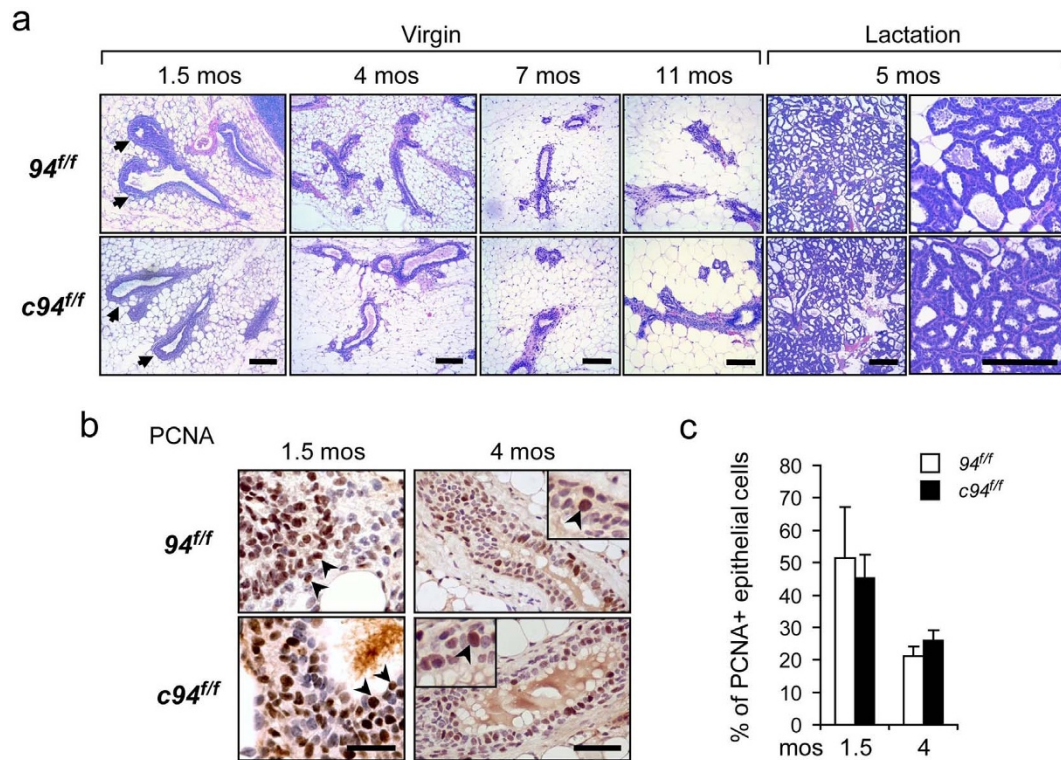 a
Virgin Lactation
1.5 mos 4 mos 7 mos 11 mos 5 mos
94f/f
c94f/f
b
PCNA
1.5 mos 4 mos
94f/f
c94f/f
c
94f/f
c94f/f
% of PCNA+ epithelial cells
80
70
60
50
40
30
20
10
0
mos 1.5 4